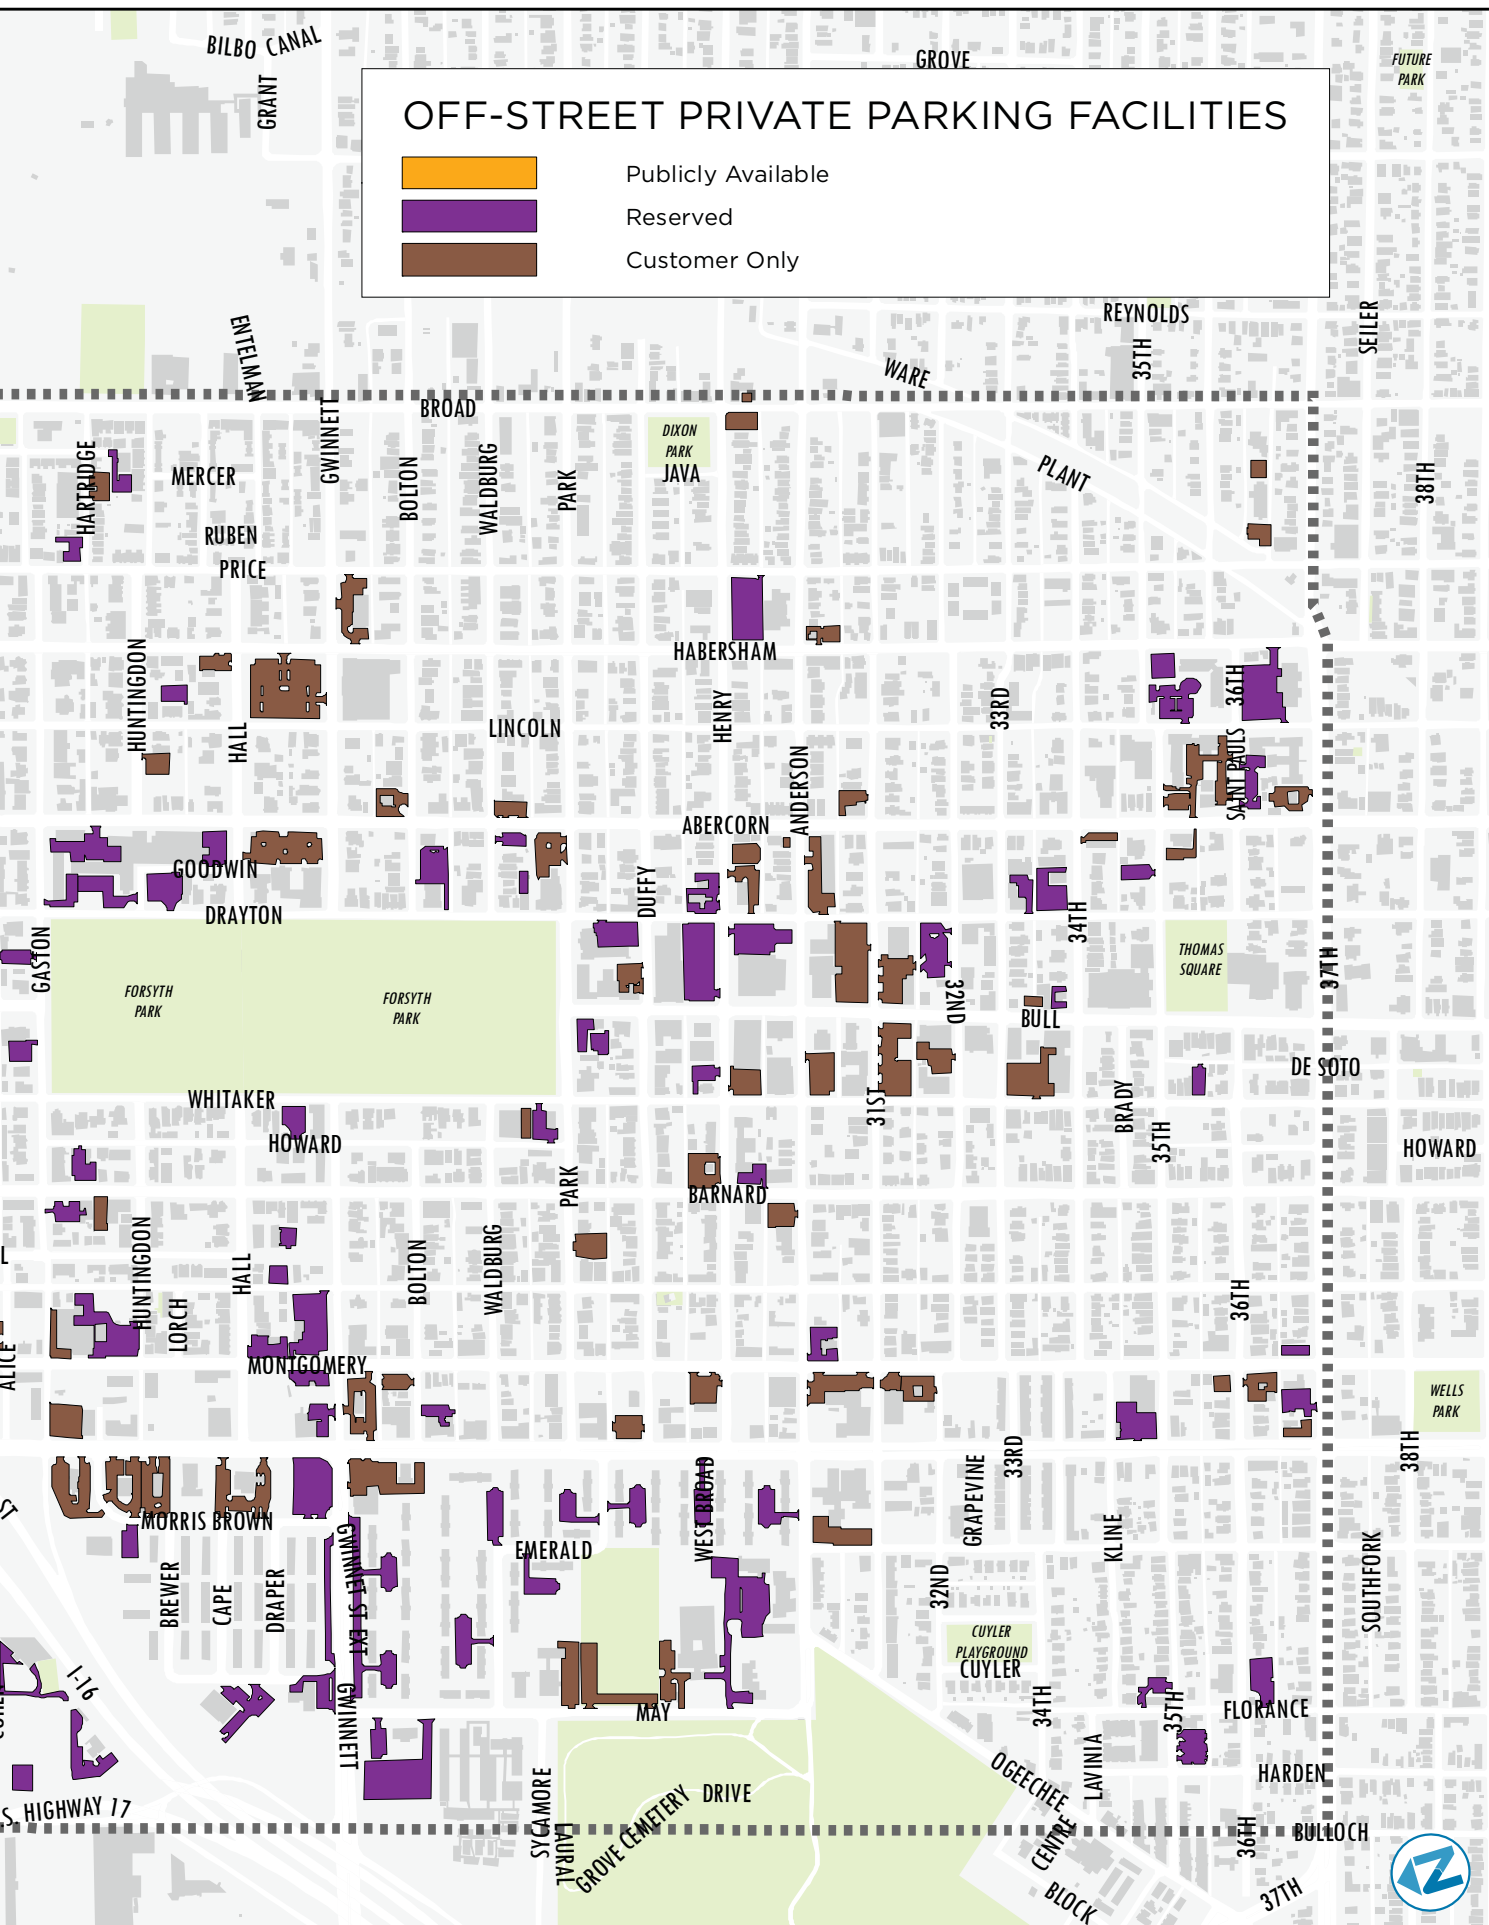 BILBO CANAL
GROVE
FUTURE
PARK
GRANT
OFF-STREET PRIVATE PARKING FACILITIES
Publicly Available
Reserved
Customer Only
REYNOLDS
SEILER
ENTELMAN
35TH
WARE
BROAD
GWINNETT
DIXON
PARK
JAVA
HARTRIDGE
MERCER
BOLTON
WALDBURG
PARK
PLANT
38TH
RUBEN
PRICE
HUNTINGDON
HABERSHAM
HENRY
33RD
36TH
LINCOLN
HALL
ANDERSON
SAINT PAULS
ABERCORN
GOODWIN
DUFFY
DRAYTON
34TH
GASTON
THOMAS
SQUARE
37TH
FORSYTH
PARK
FORSYTH
PARK
32ND
BULL
DE SOTO
WHITAKER
31ST
BRADY
HOWARD
35TH
HOWARD
PARK
BARNARD
L
HUNTINGDON
HALL
BOLTON
WALDBURG
36TH
LORCH
ALICE
MONTGOMERY
WELLS
PARK
38TH
33RD
GRAPEVINE
WEST BROAD
ST
MORRIS BROWN
GWINNET ST EXT
EMERALD
KLINE
SOUTHFORK
BREWER
CAPE
DRAPER
32ND
CUYLER
PLAYGROUND
CUYLER
I-16
GWINNETT
MAY
34TH
35TH
FLORANCE
LAVINIA
OGEECHEE
HARDEN
SYCAMORE
DRIVE
S. HIGHWAY 17
LAURAL
GROVE CEMETERY
CENTRE
36TH
BULLOCH
BLOCK
37TH
Z